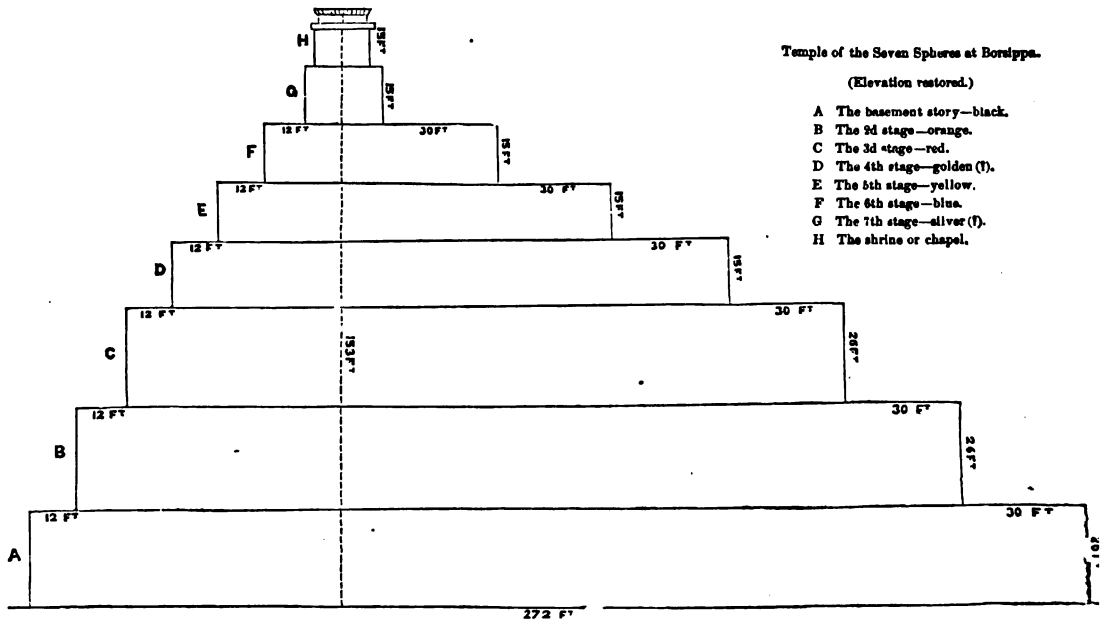 Temple of the Seven Spheres at Borsippa.
(Elevation restored.)
A The basement story—black.
B The 2d stage—orange.
C The 3d stage—red.
D The 4th stage—golden (?).
E The 5th stage—yellow.
F The 6th stage—blue.
G The 7th stage—silver (?).
H The shrine or chapel.
H
15 FT
G
15 FT
12 FT
30 FT
F
15 FT
12 FT
30 FT
E
15 FT
12 FT
30 FT
D
15 FT
12 FT
30 FT
C
153 FT
26 FT
12 FT
30 FT
B
26 FT
12 FT
30 FT
A
272 FT